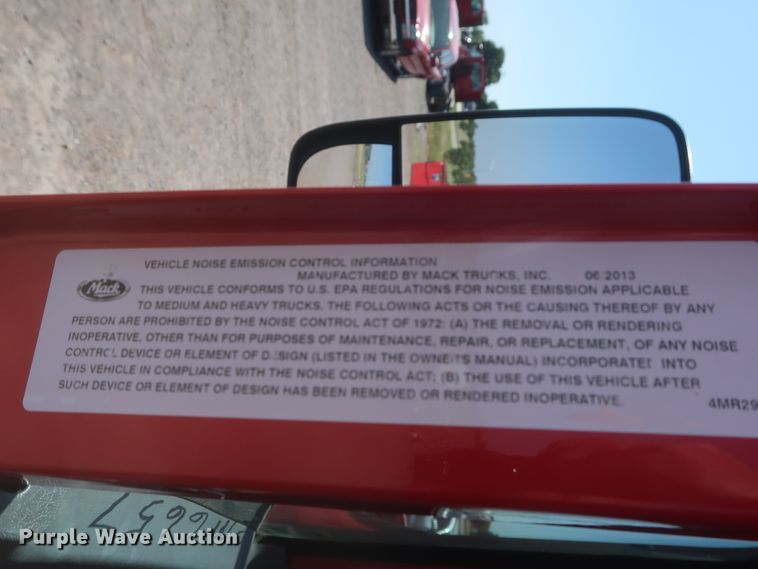 VEHICLE NOISE EMISSION CONTROL INFORMATION
MANUFACTURED BY MACK TRUCKS, INC. 06 2013
Mack
THIS VEHICLE CONFORMS TO U.S. EPA REGULATIONS FOR NOISE EMISSION APPLICABLE
TO MEDIUM AND HEAVY TRUCKS. THE FOLLOWING ACTS OR THE CAUSING THEREOF BY ANY
PERSON ARE PROHIBITED BY THE NOISE CONTROL ACT OF 1972: (A) THE REMOVAL OR RENDERING
INOPERATIVE, OTHER THAN FOR PURPOSES OF MAINTENANCE, REPAIR, OR REPLACEMENT, OF ANY NOISE
CONTROL DEVICE OR ELEMENT OF DESIGN (LISTED IN THE OWNER'S MANUAL) INCORPORATED INTO
THIS VEHICLE IN COMPLIANCE WITH THE NOISE CONTROL ACT; (B) THE USE OF THIS VEHICLE AFTER
SUCH DEVICE OR ELEMENT OF DESIGN HAS BEEN REMOVED OR RENDERED INOPERATIVE.
4MR29
Purple Wave Auction